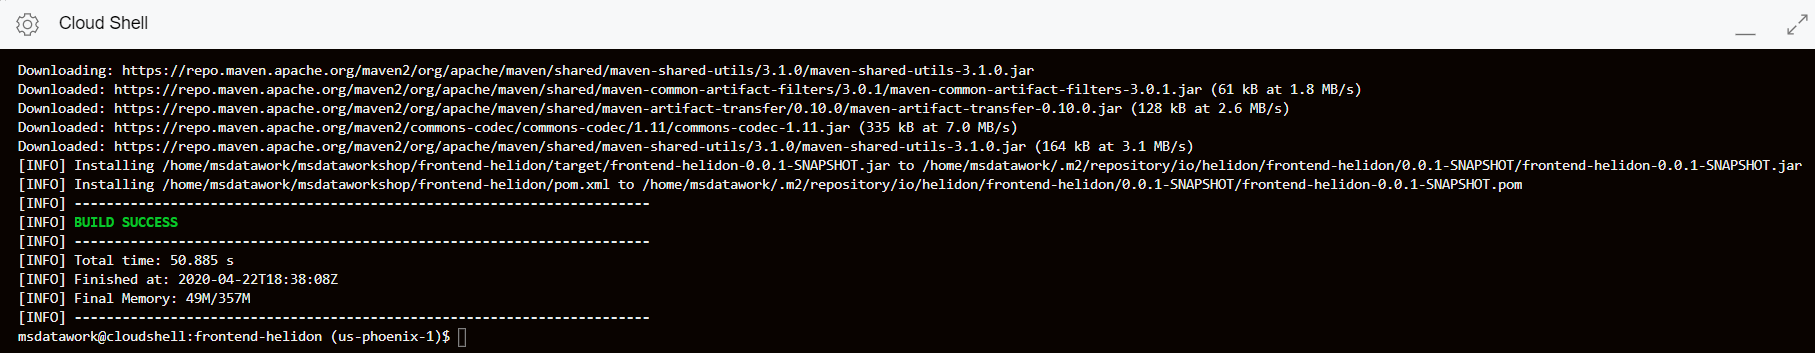 Cloud Shell
Downloading: https://repo.maven.apache.org/maven2/org/apache/maven/shared/maven-shared-utils/3.1.0/maven-shared-utils-3.1.0.jar
Downloaded: https://repo.maven.apache.org/maven2/org/apache/maven/shared/maven-common-artifact-filters/3.0.1/maven-common-artifact-filters-3.0.1.jar (61 kB at 1.8 MB/s)
Downloaded: https://repo.maven.apache.org/maven2/org/apache/maven/shared/maven-artifact-transfer/0.10.0/maven-artifact-transfer-0.10.0.jar (128 kB at 2.6 MB/s)
Downloaded: https://repo.maven.apache.org/maven2/commons-codec/commons-codec/1.11/commons-codec-1.11.jar (335 kB at 7.0 MB/s)
Downloaded: https://repo.maven.apache.org/maven2/org/apache/maven/shared/maven-shared-utils/3.1.0/maven-shared-utils-3.1.0.jar (164 kB at 3.1 MB/s)
[INFO] Installing /home/msdatawork/msdataworkshop/frontend-helidon/target/frontend-helidon-0.0.1-SNAPSHOT.jar to /home/msdatawork/.m2/repository/io/helidon/frontend-helidon/0.0.1-SNAPSHOT/frontend-helidon-0.0.1-SNAPSHOT.jar
[INFO] Installing /home/msdatawork/msdataworkshop/frontend-helidon/pom.xml to /home/msdatawork/.m2/repository/io/helidon/frontend-helidon/0.0.1-SNAPSHOT/frontend-helidon-0.0.1-SNAPSHOT.pom
[INFO] ------------------------------------------------------------------------
[INFO] BUILD SUCCESS
[INFO] ------------------------------------------------------------------------
[INFO] Total time: 50.885 s
[INFO] Finished at: 2020-04-22T18:38:08Z
[INFO] Final Memory: 49M/357M
[INFO] ------------------------------------------------------------------------
msdatawork@cloudshell:frontend-helidon (us-phoenix-1)$